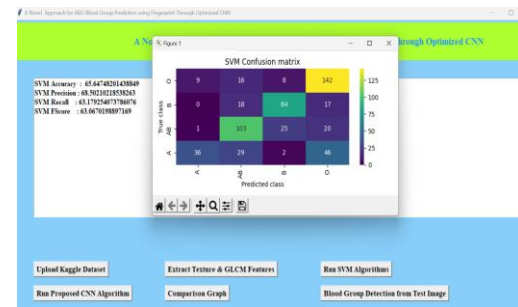 A Novel Approach for ABO Blood Group Prediction using Fingerprint Through Optimized CNN
A No
hrough Optimized CNN
Figure 1
SVM Accuracy : 65.64748201438849
SVM Precision : 68.50210218538263
SVM Recall : 63.179254073786076
SVM FScore : 63.0670198897169
SVM Confusion matrix
True class
O 9 16 8 142
B 0 18 84 17
AB 1 103 25 20
A 36 29 2 46
A AB B O
Predicted class
125
100
75
50
25
0
Upload Kaggle Dataset
Extract Texture & GLCM Features
Run SVM Algorithms
Run Proposed CNN Algorithm
Comparison Graph
Blood Group Detection from Test Image